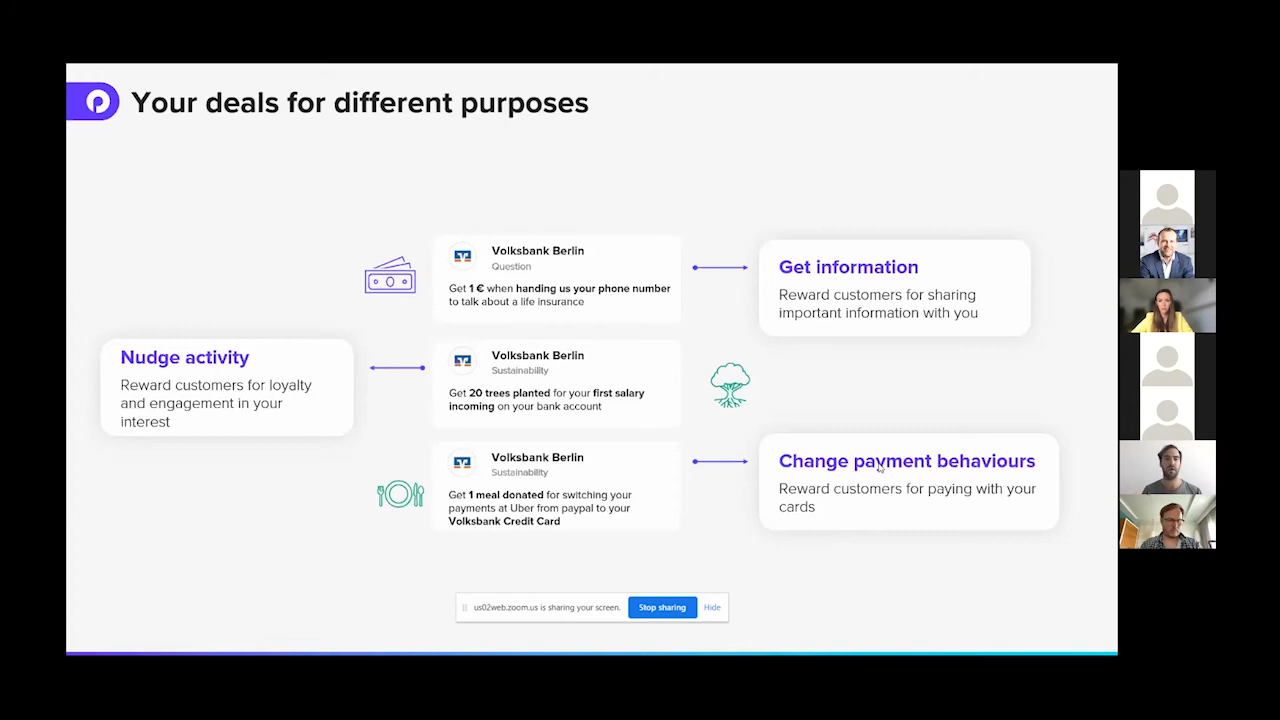 Your deals for different purposes
Volksbank Berlin
Question
Get 1 € when handing us your phone number
to talk about a life insurance
Get information
Reward customers for sharing
important information with you
Nudge activity
Reward customers for loyalty
and engagement in your
interest
Volksbank Berlin
Sustainability
Get 20 trees planted for your first salary
incoming on your bank account
Volksbank Berlin
Sustainability
Get 1 meal donated for switching your
payments at Uber from paypal to your
Volksbank Credit Card
Change payment behaviours
Reward customers for paying with your
cards
us02web.zoom.us is sharing your screen.
Stop sharing
Hide